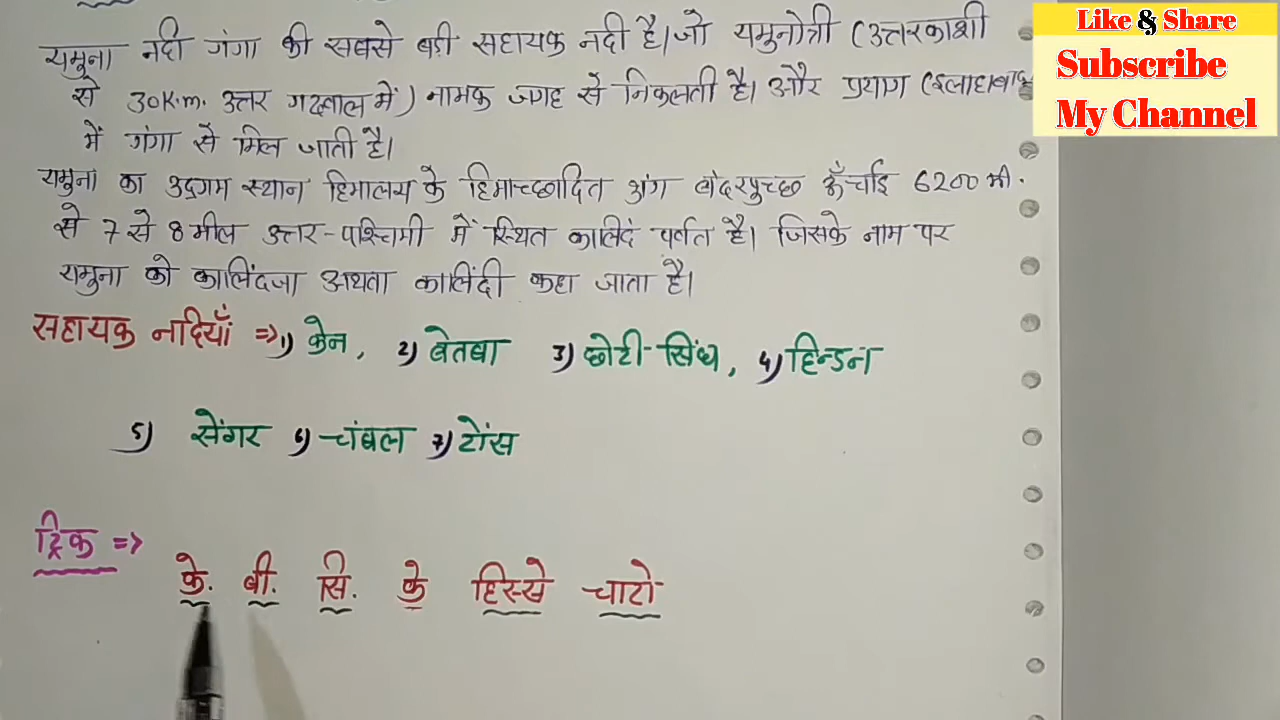 यमुना नदी गंगा की सबसे बड़ी सहायक नदी है। जो यमुनोत्री (उत्तरकाशी
से 30K.m. उत्तर गढवाल में) नामक जगह से निकलती है। और प्रयाग (इलाहाबाद
में गंगा से मिल जाती है।
यमुना का उद्गम स्थान हिमालय के हिमाच्छादित श्रंग बंदरपुच्छ ऊँचाई 6200 मी.
से 7 से 8 मील उत्तर-पश्चिमी में स्थित कालिदं पर्वत है। जिसके नाम पर
यमुना को कालिंदजा अथवा कालिंदी कहा जाता है।
सहायक नदियाँ => 1) केन, 2) बेतबा 3) छोटी-सिंध, 4) हिन्डन
5) सेंगर 6) चंबल 7) टोंस
ट्रिक =>
के. बी. सि. के हिस्से चाटो
Like & Share
Subscribe
My Channel